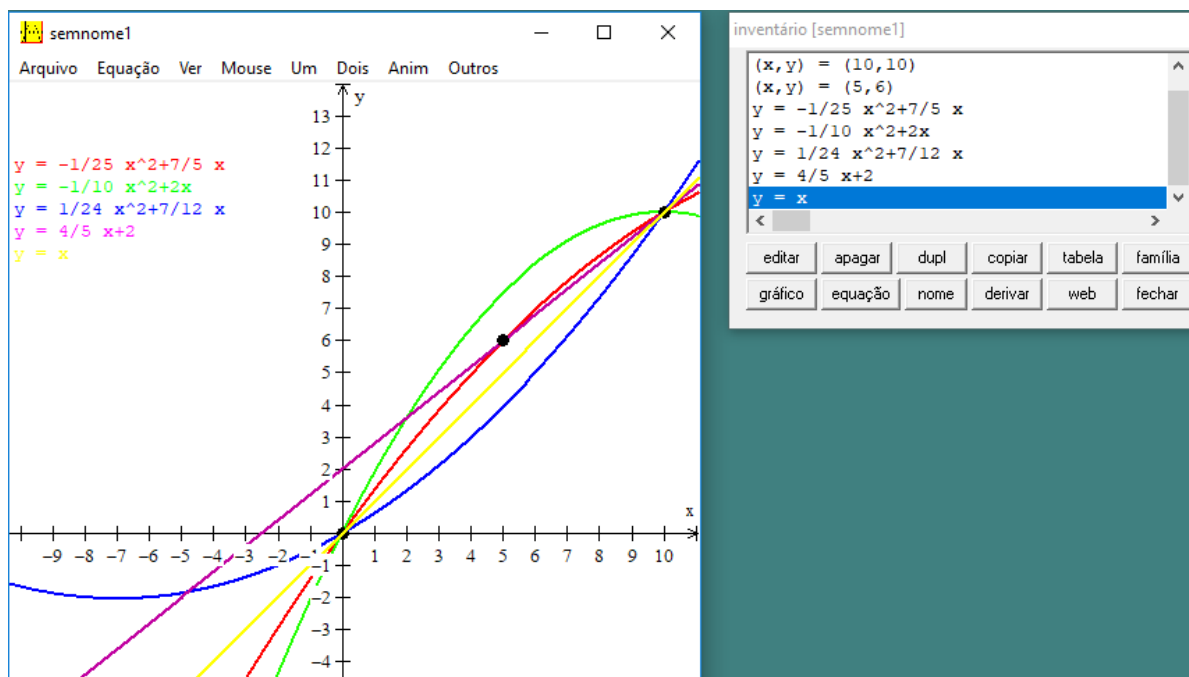 semnome1
Arquivo Equação Ver Mouse Um Dois Anim Outros
y
13
12
11
10
9
8
7
6
5
4
3
2
1
y = -1/25 x^2+7/5 x
y = -1/10 x^2+2x
y = 1/24 x^2+7/12 x
y = 4/5 x+2
y = x
x
-9 -8 -7 -6 -5 -4 -3 -2 -1 1 2 3 4 5 6 7 8 9 10
-1
-2
-3
-4
inventário [semnome1]
(x,y) = (10,10)
(x,y) = (5,6)
y = -1/25 x^2+7/5 x
y = -1/10 x^2+2x
y = 1/24 x^2+7/12 x
y = 4/5 x+2
y = x
editar apagar dupl copiar tabela família
gráfico equação nome derivar web fechar